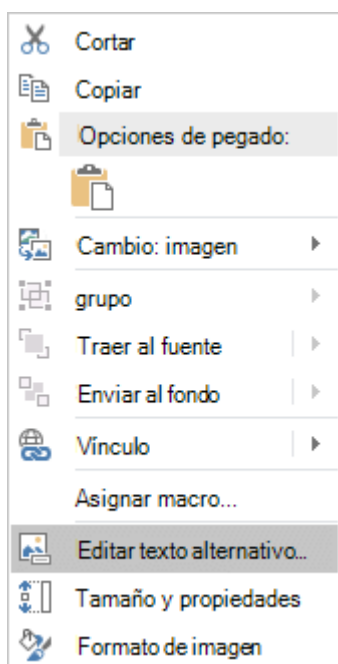 Cortar
Copiar
Opciones de pegado:
Cambio: imagen
grupo
Traer al fuente
Enviar al fondo
Vínculo
Asignar macro...
Editar texto alternativo...
Tamaño y propiedades
Formato de imagen